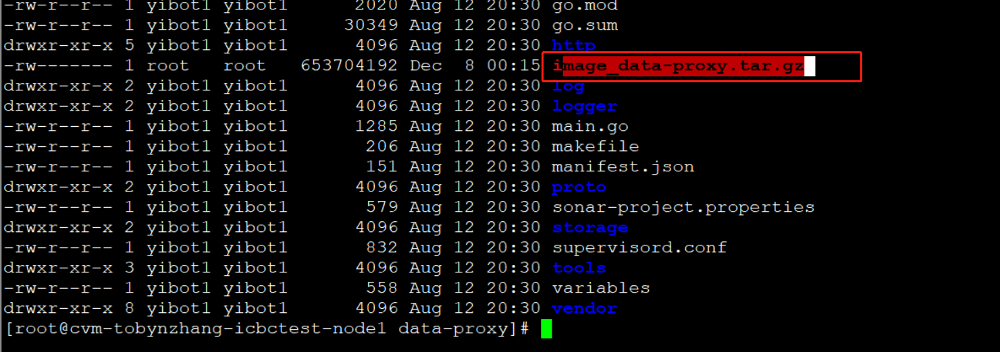 -rw-r--r-- 1 yibot1 yibot1      2020 Aug 12 20:30 go.mod
-rw-r--r-- 1 yibot1 yibot1     30349 Aug 12 20:30 go.sum
drwxr-xr-x 5 yibot1 yibot1      4096 Aug 12 20:30 http
-rw------- 1 root   root   653704192 Dec  8 00:15 image_data-proxy.tar.gz
drwxr-xr-x 2 yibot1 yibot1      4096 Aug 12 20:30 log
drwxr-xr-x 2 yibot1 yibot1      4096 Aug 12 20:30 logger
-rw-r--r-- 1 yibot1 yibot1      1285 Aug 12 20:30 main.go
-rw-r--r-- 1 yibot1 yibot1       206 Aug 12 20:30 makefile
-rw-r--r-- 1 yibot1 yibot1       151 Aug 12 20:30 manifest.json
drwxr-xr-x 2 yibot1 yibot1      4096 Aug 12 20:30 proto
-rw-r--r-- 1 yibot1 yibot1       579 Aug 12 20:30 sonar-project.properties
drwxr-xr-x 2 yibot1 yibot1      4096 Aug 12 20:30 storage
-rw-r--r-- 1 yibot1 yibot1       832 Aug 12 20:30 supervisord.conf
drwxr-xr-x 3 yibot1 yibot1      4096 Aug 12 20:30 tools
-rw-r--r-- 1 yibot1 yibot1       558 Aug 12 20:30 variables
drwxr-xr-x 8 yibot1 yibot1      4096 Aug 12 20:30 vendor
[root@cvm-tobynzhang-icbctest-node1 data-proxy]#